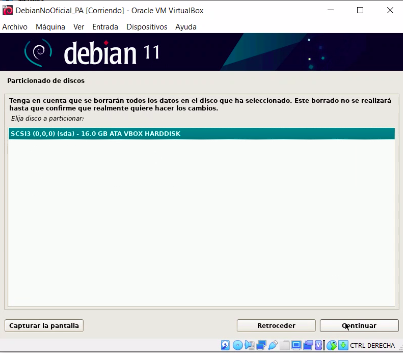 DebianNoOficial_PA [Corriendo] - Oracle VM VirtualBox
Archivo Máquina Ver Entrada Dispositivos Ayuda
debian 11
Particionado de discos
Tenga en cuenta que se borrarán todos los datos en el disco que ha seleccionado. Este borrado no se realizará
hasta que confirme que realmente quiere hacer los cambios.
Elija disco a particionar:
SCSI3 (0,0,0) (sda) - 16.0 GB ATA VBOX HARDDISK
Capturar la pantalla Retroceder Continuar
CTRL DERECHA